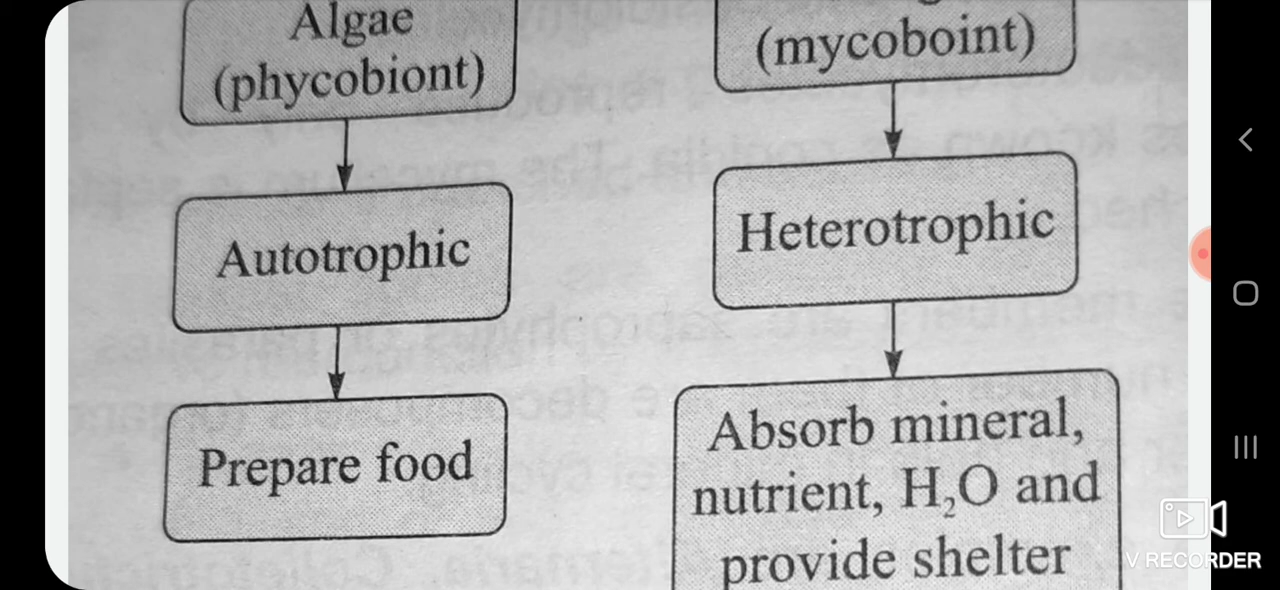 Algae
(phycobiont)
Autotrophic
Prepare food
(mycoboint)
Heterotrophic
Absorb mineral,
nutrient, H₂O and
provide shelter
V RECORDER